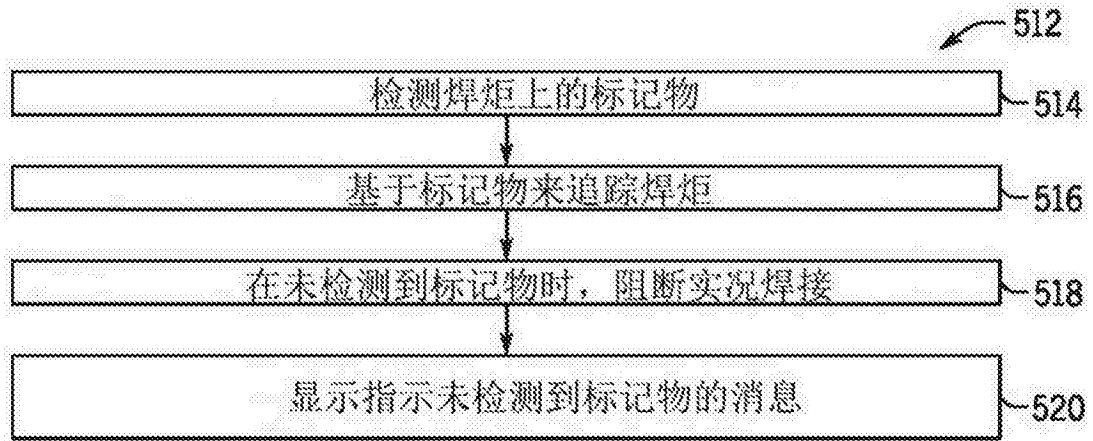 512
检测焊炬上的标记物
514
基于标记物来追踪焊炬
516
在未检测到标记物时，阻断实况焊接
518
显示指示未检测到标记物的消息
520